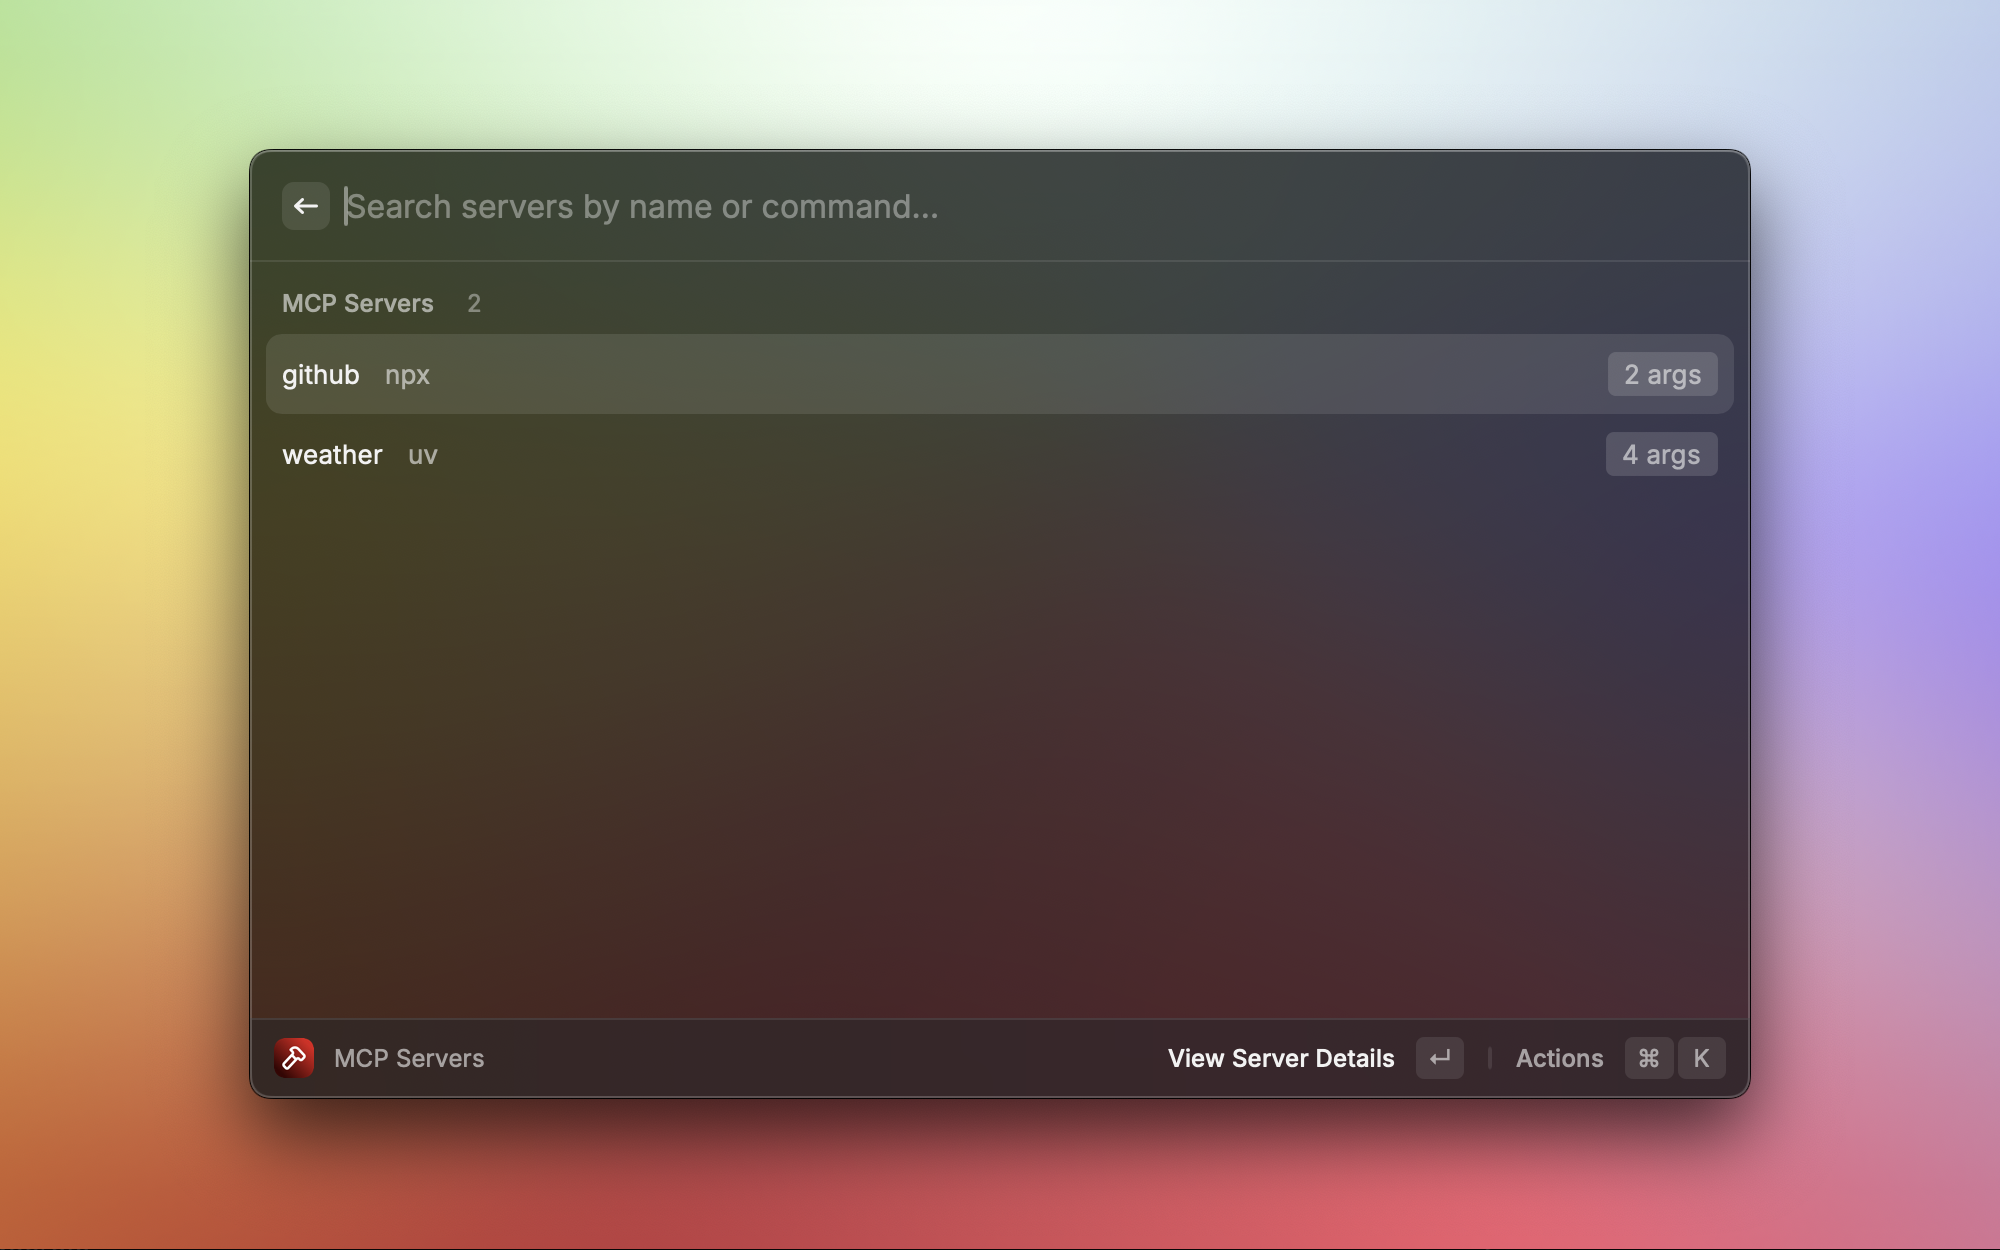 Search servers by name or command...
MCP Servers 2
github npx 2 args
weather uv 4 args
MCP Servers View Server Details Actions ⌘ K